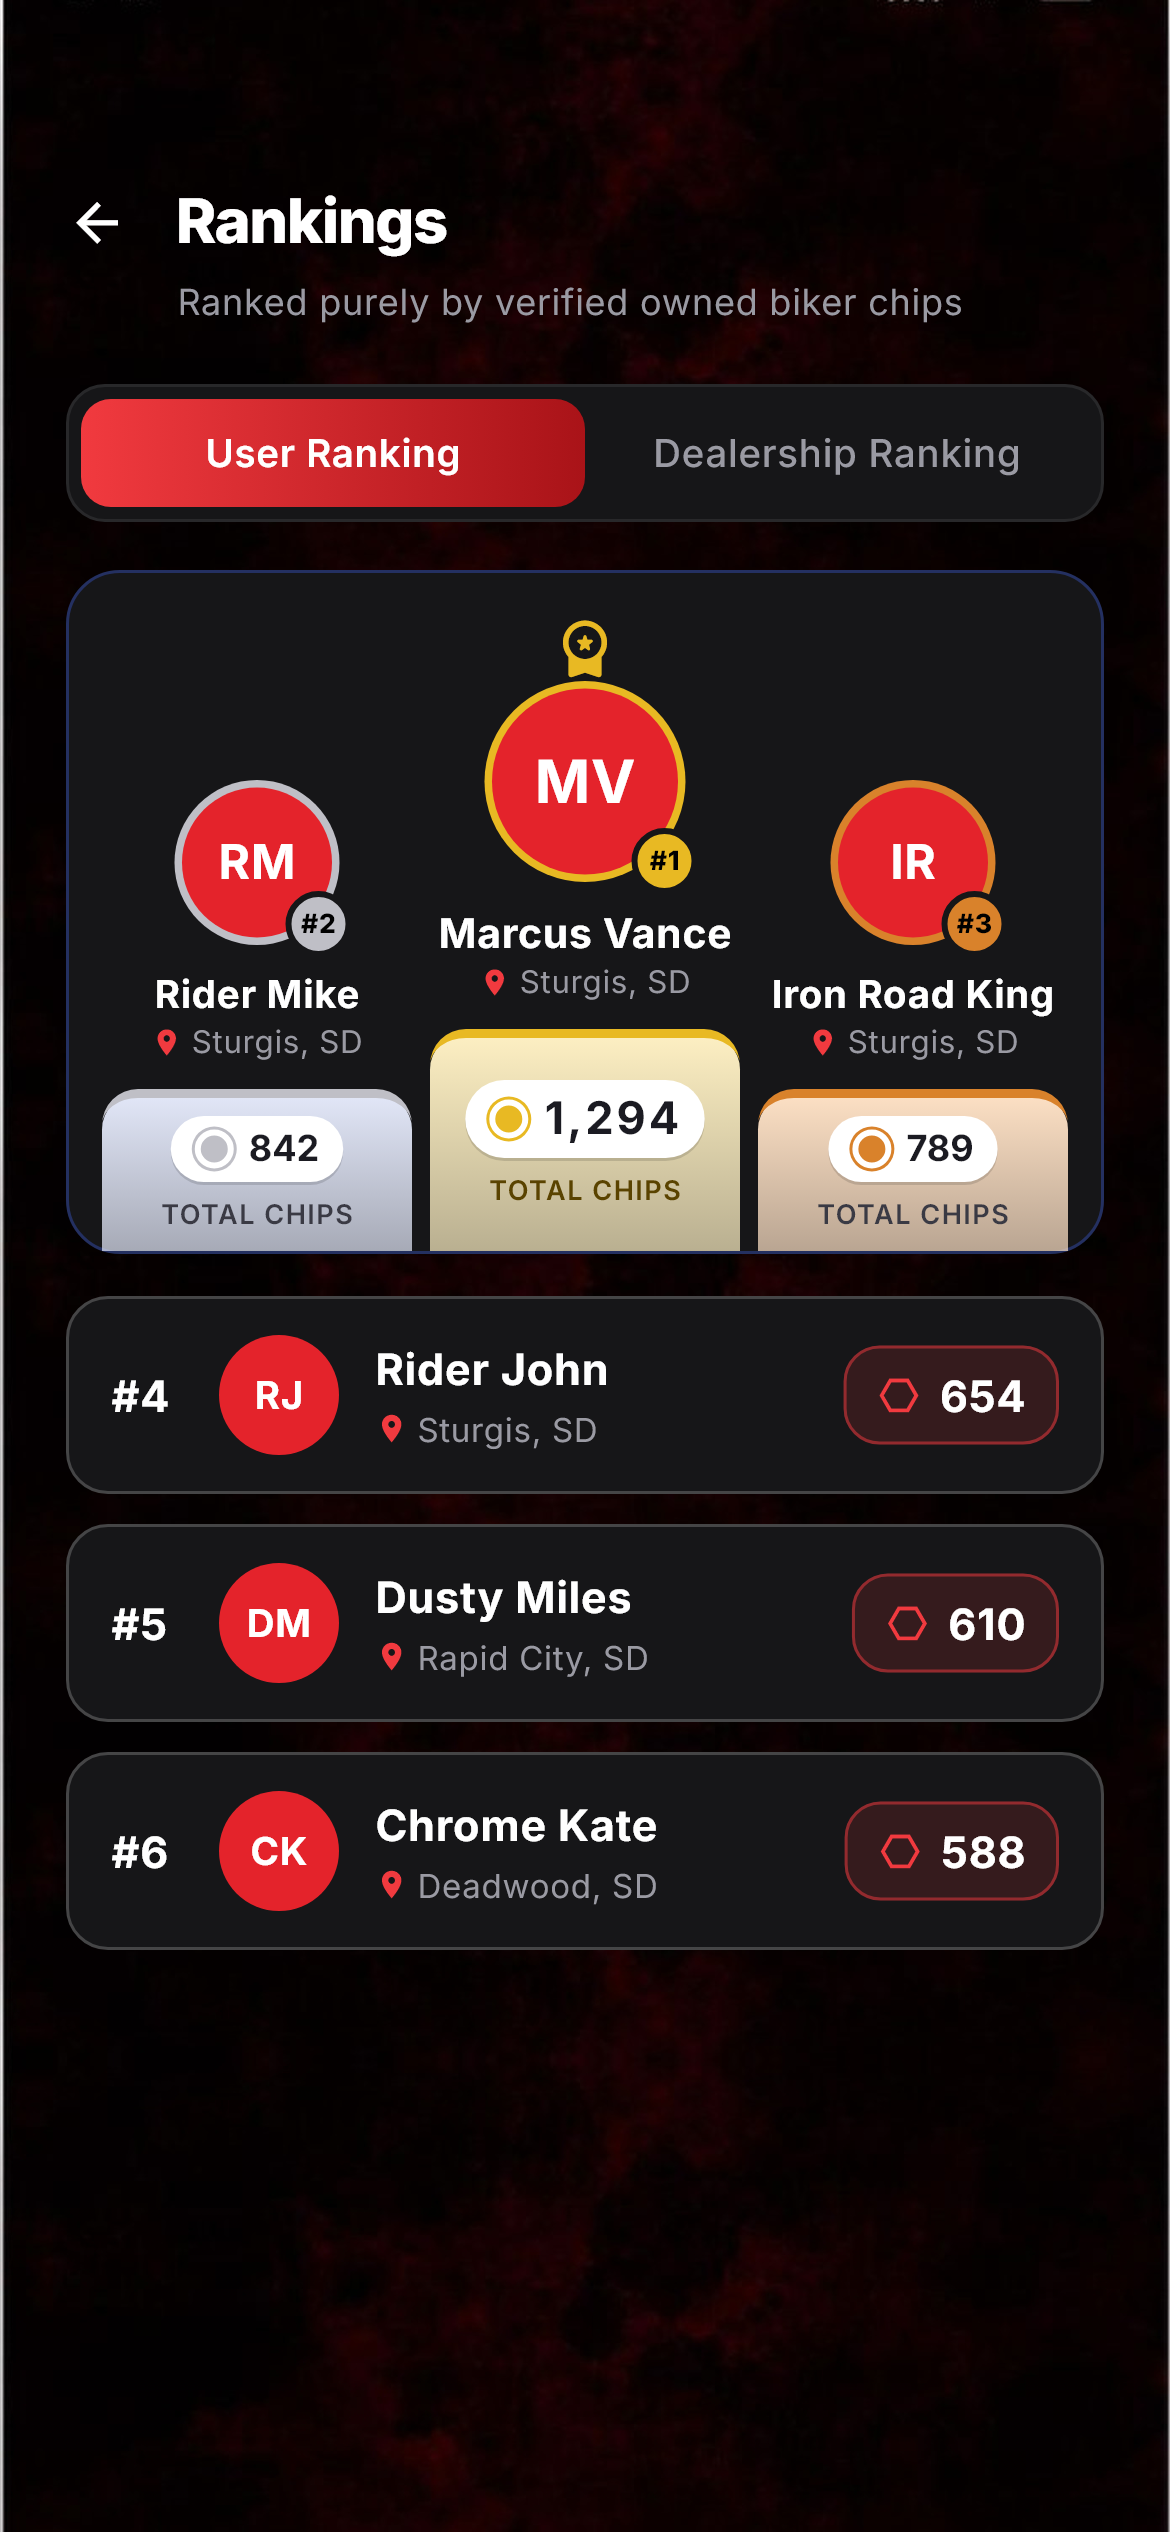 Rankings
Ranked purely by verified owned biker chips
User Ranking
Dealership Ranking
MV
#1
Marcus Vance
Sturgis, SD
1,294
TOTAL CHIPS
RM
#2
Rider Mike
Sturgis, SD
842
TOTAL CHIPS
IR
#3
Iron Road King
Sturgis, SD
789
TOTAL CHIPS
#4
RJ
Rider John
Sturgis, SD
654
#5
DM
Dusty Miles
Rapid City, SD
610
#6
CK
Chrome Kate
Deadwood, SD
588